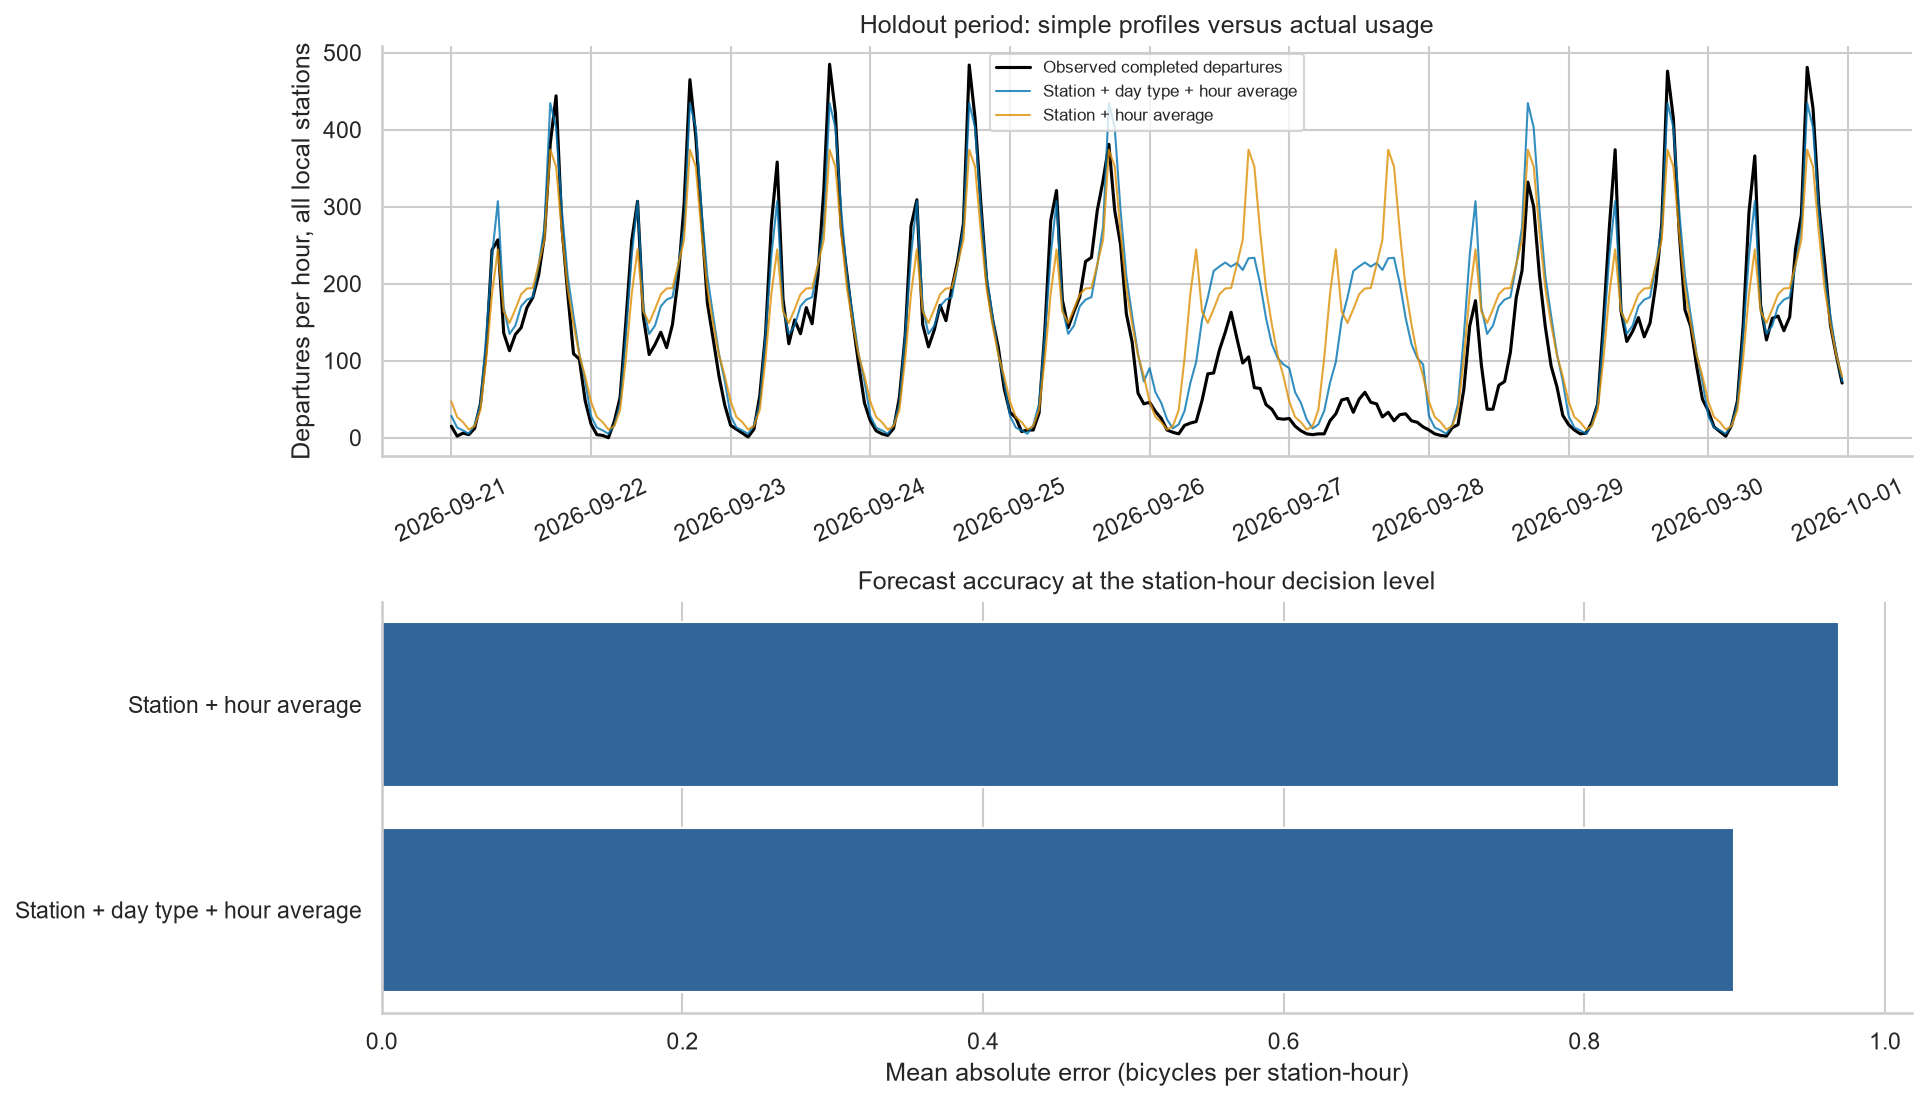 Holdout period: simple profiles versus actual usage
Departures per hour, all local stations
500
400
300
200
100
0
Observed completed departures
Station + day type + hour average
Station + hour average
2026-09-21
2026-09-22
2026-09-23
2026-09-24
2026-09-25
2026-09-26
2026-09-27
2026-09-28
2026-09-29
2026-09-30
2026-10-01
Forecast accuracy at the station-hour decision level
Station + hour average
Station + day type + hour average
0.0
0.2
0.4
0.6
0.8
1.0
Mean absolute error (bicycles per station-hour)